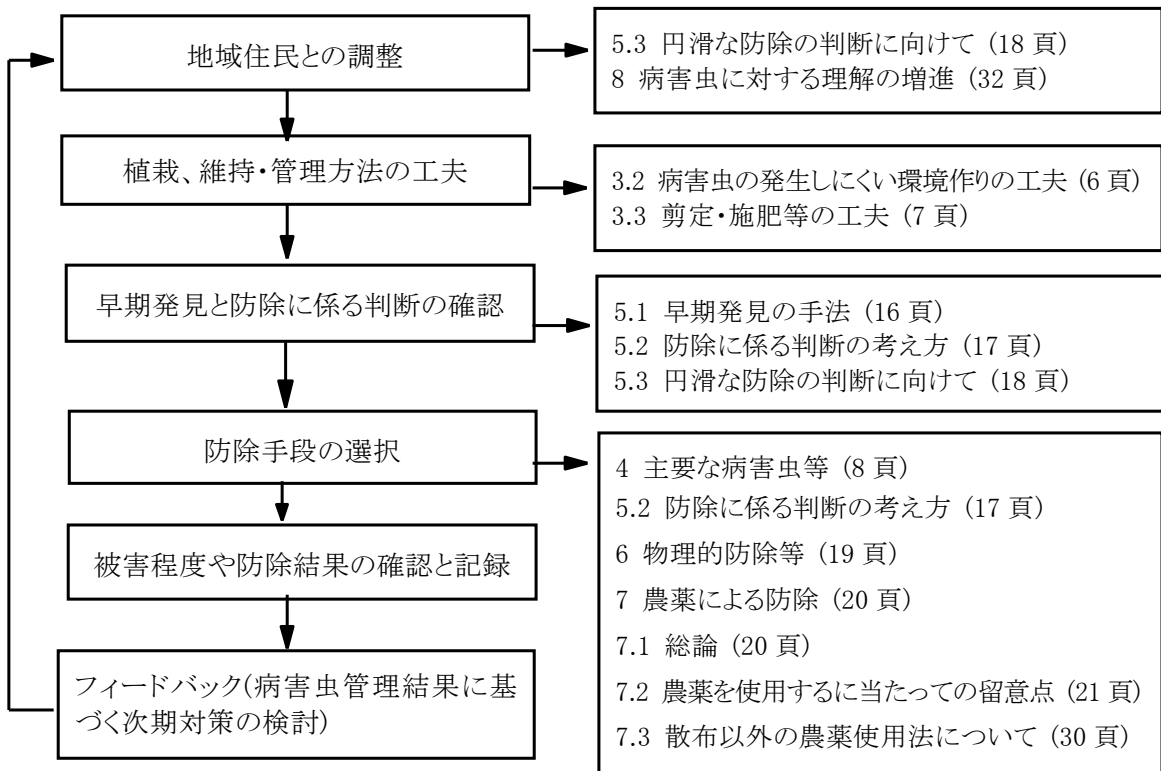 地域住民との調整
5.3 円滑な防除の判断に向けて (18 頁)
8 病害虫に対する理解の増進 (32 頁)
植栽、維持・管理方法の工夫
3.2 病害虫の発生しにくい環境作りの工夫 (6 頁)
3.3 剪定・施肥等の工夫 (7 頁)
早期発見と防除に係る判断の確認
5.1 早期発見の手法 (16 頁)
5.2 防除に係る判断の考え方 (17 頁)
5.3 円滑な防除の判断に向けて (18 頁)
防除手段の選択
4 主要な病害虫等 (8 頁)
5.2 防除に係る判断の考え方 (17 頁)
6 物理的防除等 (19 頁)
7 農薬による防除 (20 頁)
7.1 総論 (20 頁)
7.2 農薬を使用するに当たっての留意点 (21 頁)
7.3 散布以外の農薬使用法について (30 頁)
被害程度や防除結果の確認と記録
フィードバック(病害虫管理結果に基
づく次期対策の検討)